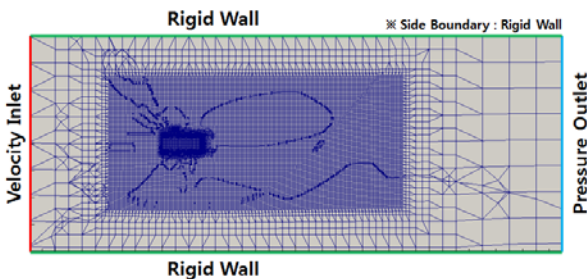 Rigid Wall
※ Side Boundary : Rigid Wall
Velocity Inlet
Pressure Outlet
Rigid Wall